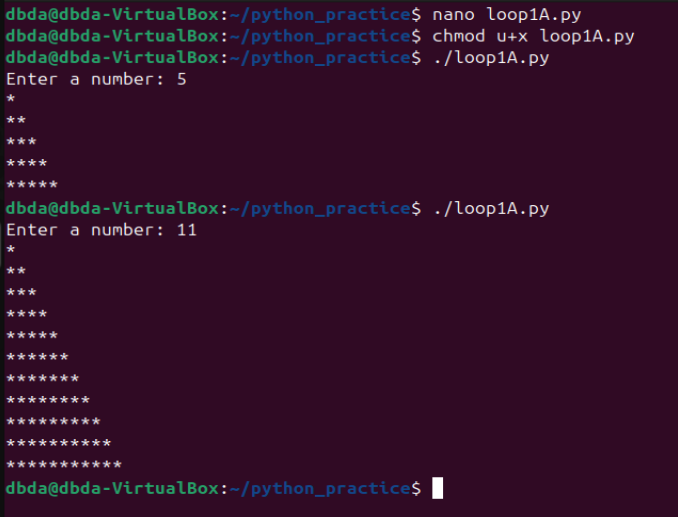 dbda@dbda-VirtualBox:~/python_practice$ nano loop1A.py
dbda@dbda-VirtualBox:~/python_practice$ chmod u+x loop1A.py
dbda@dbda-VirtualBox:~/python_practice$ ./loop1A.py
Enter a number: 5
*
**
***
****
*****
dbda@dbda-VirtualBox:~/python_practice$ ./loop1A.py
Enter a number: 11
*
**
***
****
*****
******
*******
********
*********
**********
***********
dbda@dbda-VirtualBox:~/python_practice$